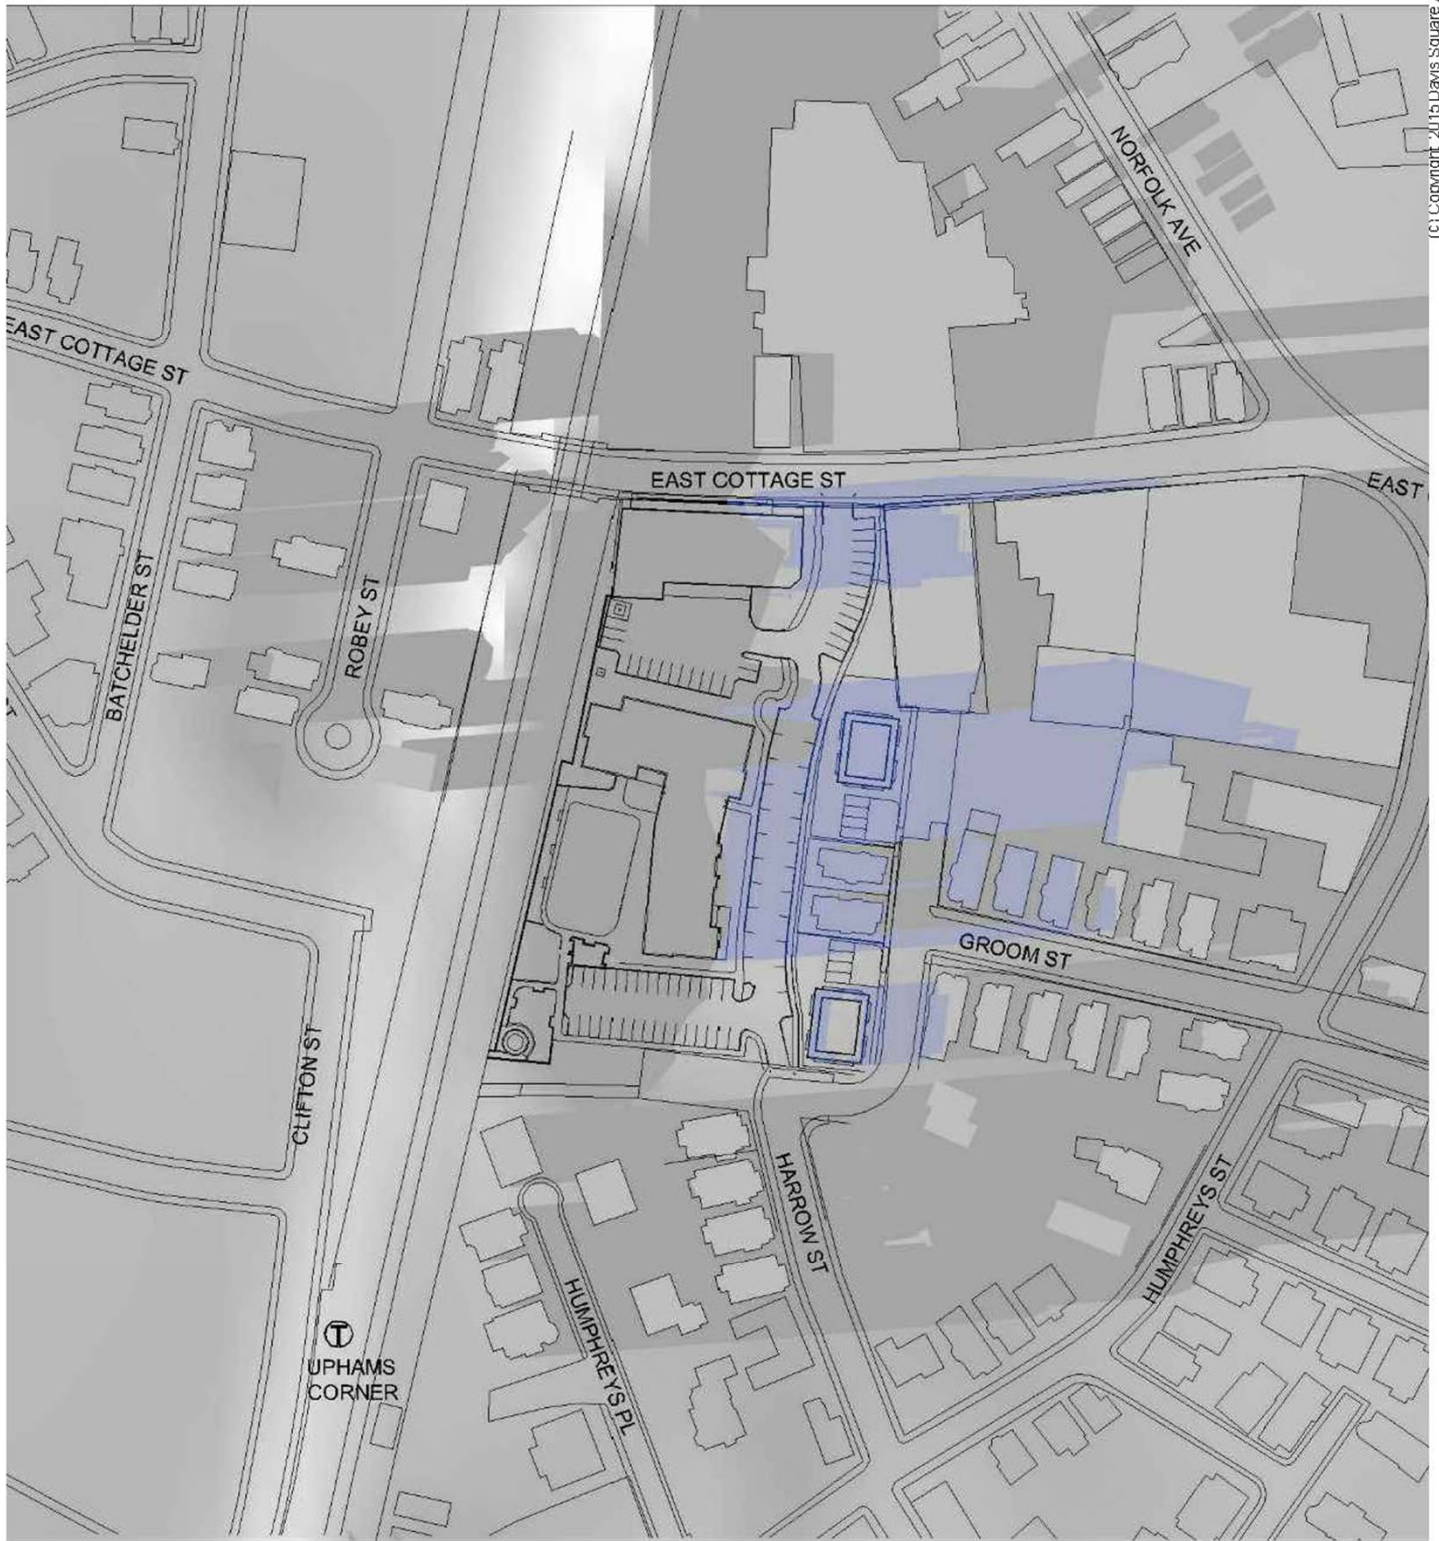 (C) Copyright 2015 Davis Square
NORFOLK AVE
EAST COTTAGE ST
EAST COTTAGE ST
EAST
BATCHELDER ST
ROBEY ST
GROOM ST
CLIFTON ST
HARROW ST
HUMPHREYS ST
HUMPHREYS PL
T
UPHAMS
CORNER